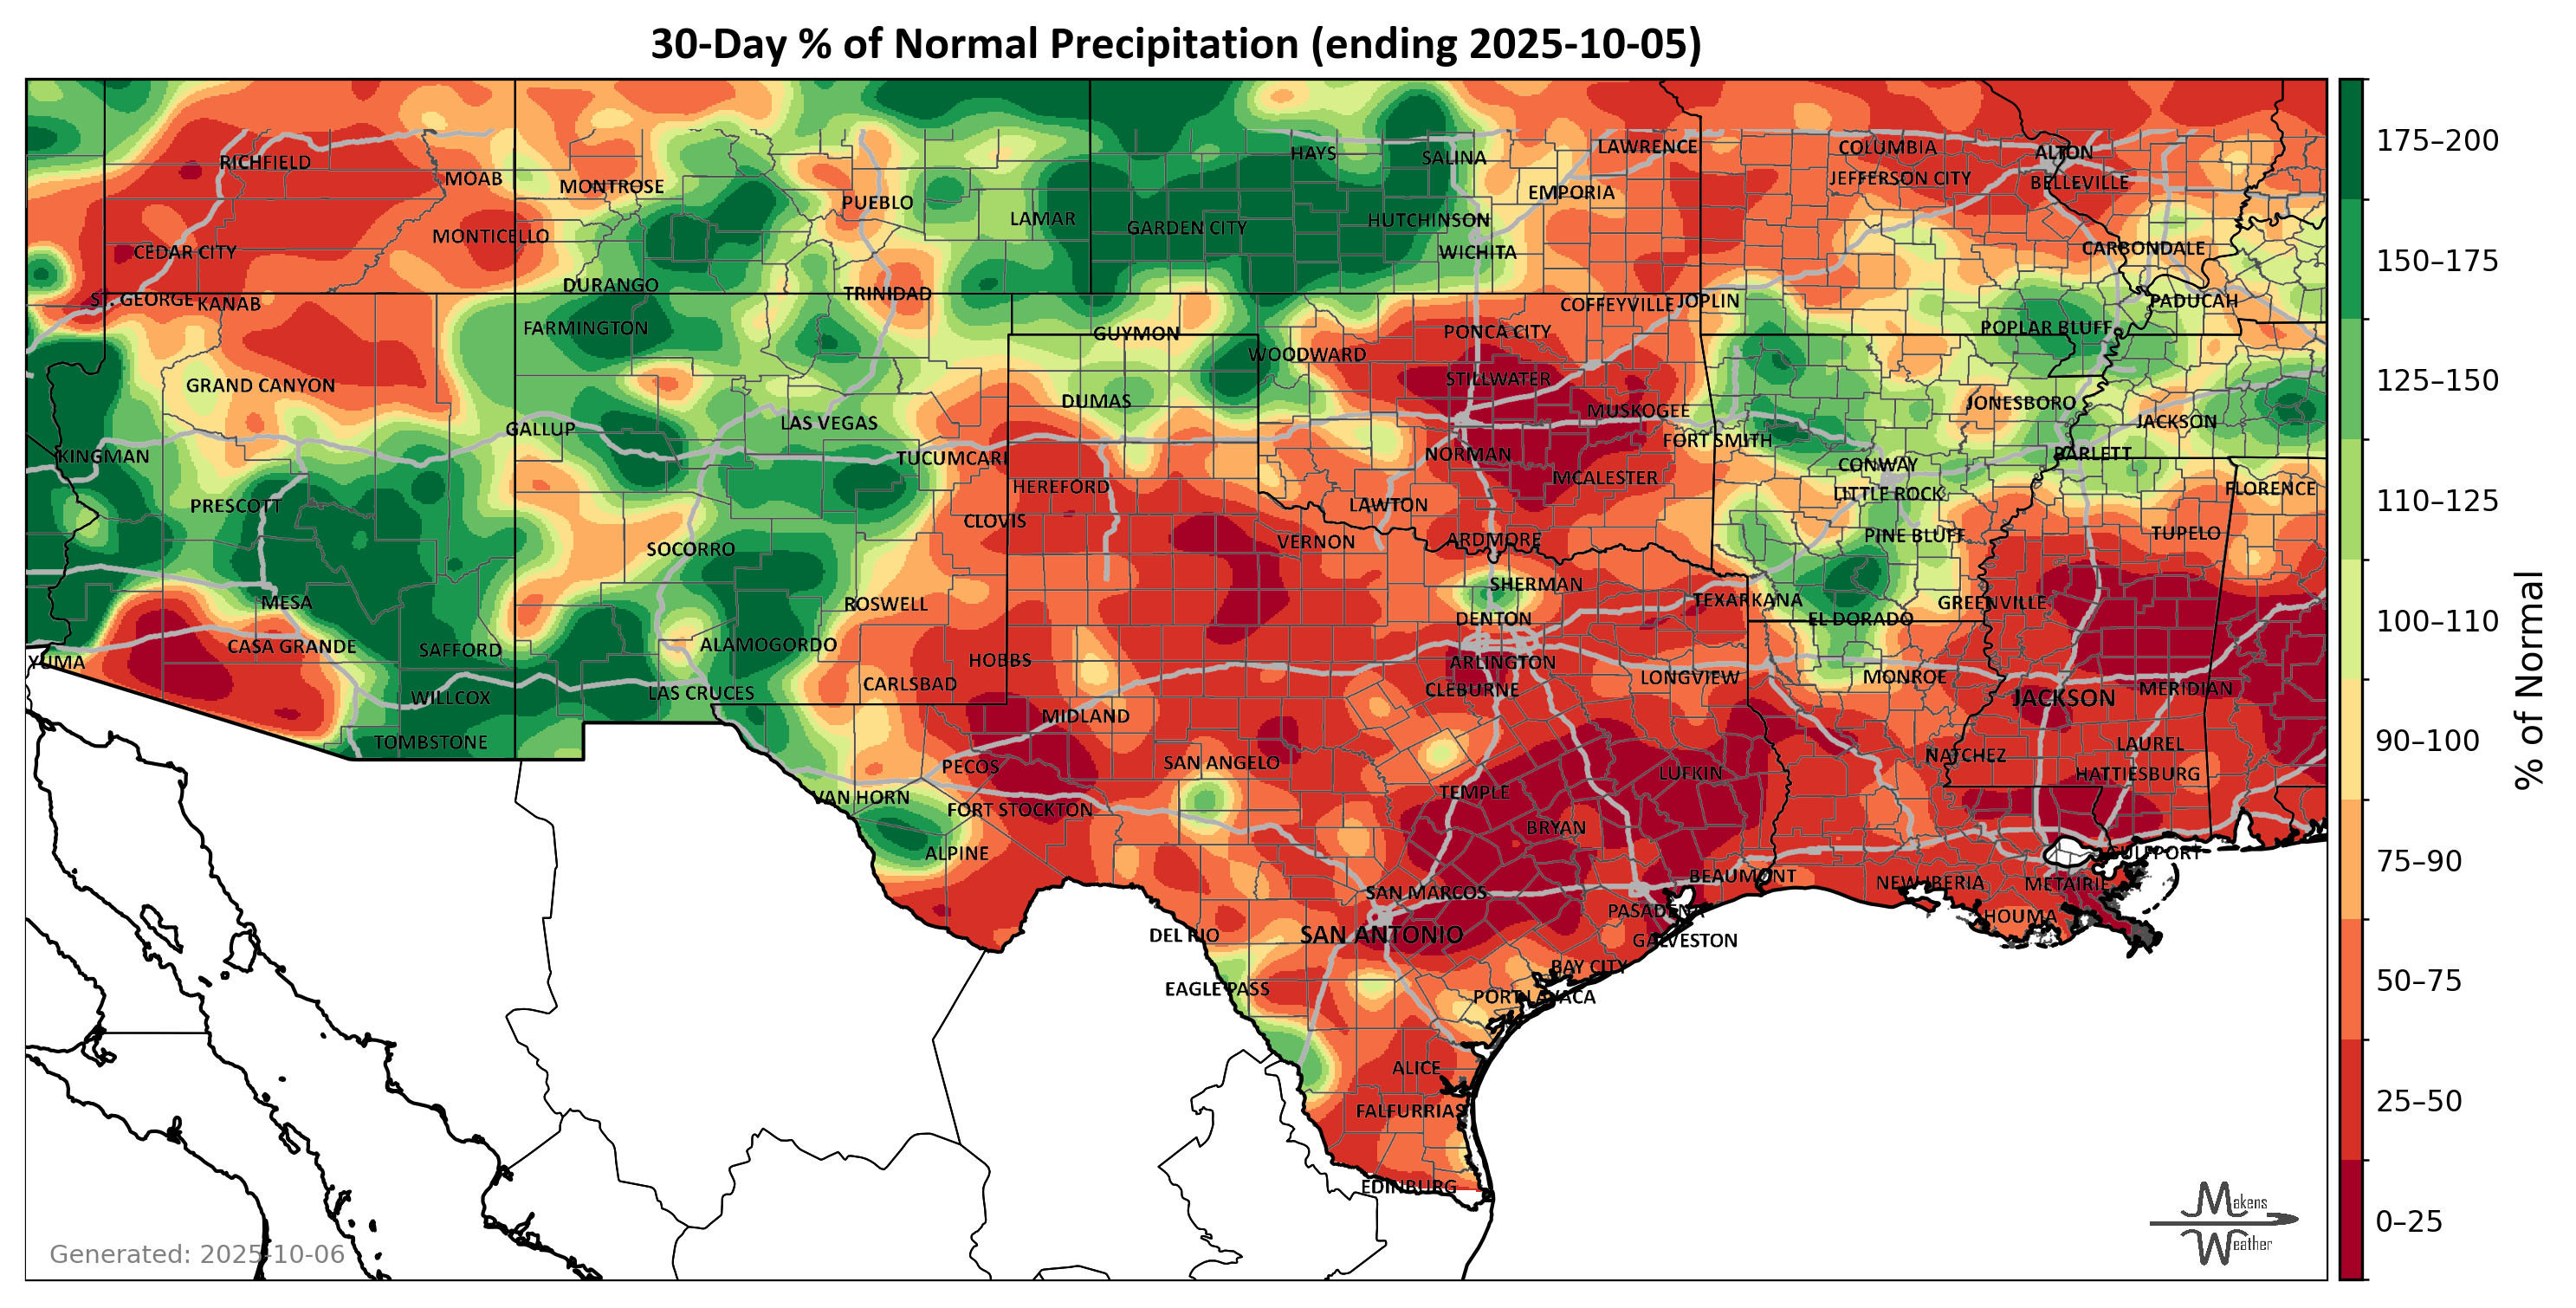 30-Day % of Normal Precipitation (ending 2025-10-05)
HAYS
SALINA
LAWRENCE
COLUMBIA
ALTON
RICHFIELD
MOAB
MONTROSE
PUEBLO
EMPORIA
JEFFERSON CITY
BELLEVILLE
LAMAR
GARDEN CITY
HUTCHINSON
CEDAR CITY
MONTICELLO
WICHITA
CARBONDALE
DURANGO
TRINIDAD
ST. GEORGE
KANAB
COFFEYVILLE
JOPLIN
PADUCAH
FARMINGTON
GUYMON
PONCA CITY
POPLAR BLUFF
WOODWARD
GRAND CANYON
STILLWATER
DUMAS
MUSKOGEE
JONESBORO
JACKSON
GALLUP
LAS VEGAS
FORT SMITH
KINGMAN
TUCUMCARI
NORMAN
BARLETT
CONWAY
HEREFORD
MCALESTER
LITTLE ROCK
FLORENCE
PRESCOTT
LAWTON
CLOVIS
TUPELO
SOCORRO
VERNON
ARDMORE
PINE BLUFF
SHERMAN
MESA
ROSWELL
TEXARKANA
GREENVILLE
DENTON
EL DORADO
CASA GRANDE
SAFFORD
ALAMOGORDO
HOBBS
ARLINGTON
YUMA
CARLSBAD
CLEBURNE
LONGVIEW
MONROE
MERIDIAN
WILLCOX
LAS CRUCES
JACKSON
MIDLAND
TOMBSTONE
LAUREL
PECOS
SAN ANGELO
NATCHEZ
LUFKIN
HATTIESBURG
VAN HORN
FORT STOCKTON
TEMPLE
BRYAN
ALPINE
GULFPORT
SAN MARCOS
BEAUMONT
NEW IBERIA
METAIRIE
PASADENA
HOUMA
DEL RIO
SAN ANTONIO
GALVESTON
BAY CITY
EAGLE PASS
PORT LAVACA
ALICE
FALFURRIAS
EDINBURG
175–200
150–175
125–150
110–125
100–110
90–100
75–90
50–75
25–50
0–25
% of Normal
Generated: 2025-10-06
Makens
Weather